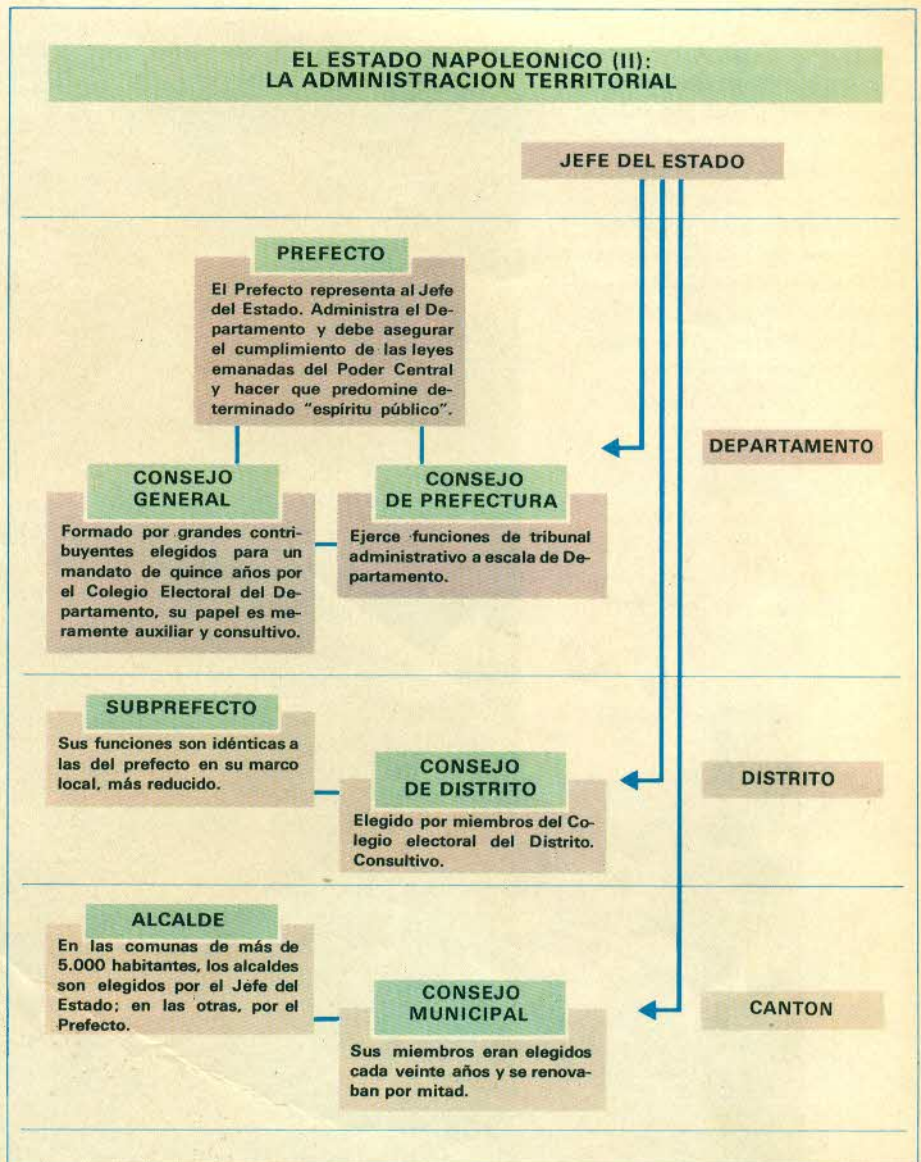 EL ESTADO NAPOLEONICO (II):
LA ADMINISTRACION TERRITORIAL
JEFE DEL ESTADO
PREFECTO
El Prefecto representa al Jefe
del Estado. Administra el De-
partamento y debe asegurar
el cumplimiento de las leyes
emanadas del Poder Central
y hacer que predomine de-
terminado "espíritu público".
DEPARTAMENTO
CONSEJO
GENERAL
Formado por grandes contri-
buyentes elegidos para un
mandato de quince años por
el Colegio Electoral del De-
partamento, su papel es me-
ramente auxiliar y consultivo.
CONSEJO
DE PREFECTURA
Ejerce funciones de tribunal
administrativo a escala de De-
partamento.
SUBPREFECTO
Sus funciones son idénticas a
las del prefecto en su marco
local, más reducido.
CONSEJO
DE DISTRITO
Elegido por miembros del Co-
legio electoral del Distrito.
Consultivo.
DISTRITO
ALCALDE
En las comunas de más de
5.000 habitantes, los alcaldes
son elegidos por el Jefe del
Estado; en las otras, por el
Prefecto.
CONSEJO
MUNICIPAL
Sus miembros eran elegidos
cada veinte años y se renova-
ban por mitad.
CANTON